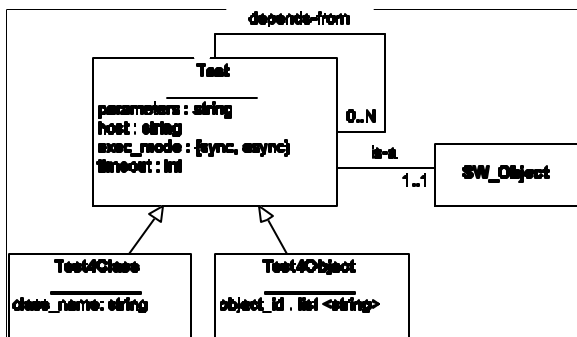 depends-from
Test
parameters : string
host : string
exec_mode : {sync, async}
timeout : int
0..N
is-a
1..1
SW_Object
Test4Class
class_name: string
Test4Object
object_id : list <string>